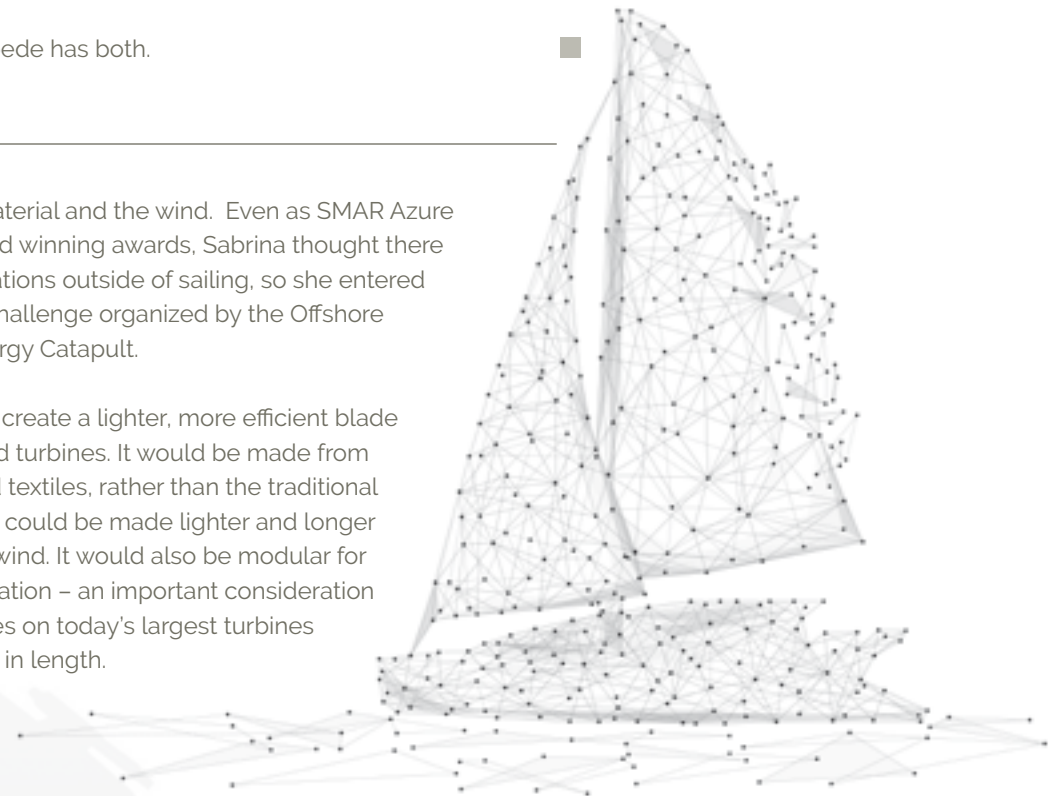 ede has both.
aterial and the wind.  Even as SMAR Azure
d winning awards, Sabrina thought there
ations outside of sailing, so she entered
hallenge organized by the Offshore
rgy Catapult.
create a lighter, more efficient blade
d turbines. It would be made from
textiles, rather than the traditional
could be made lighter and longer
wind. It would also be modular for
ation – an important consideration
es on today’s largest turbines
in length.